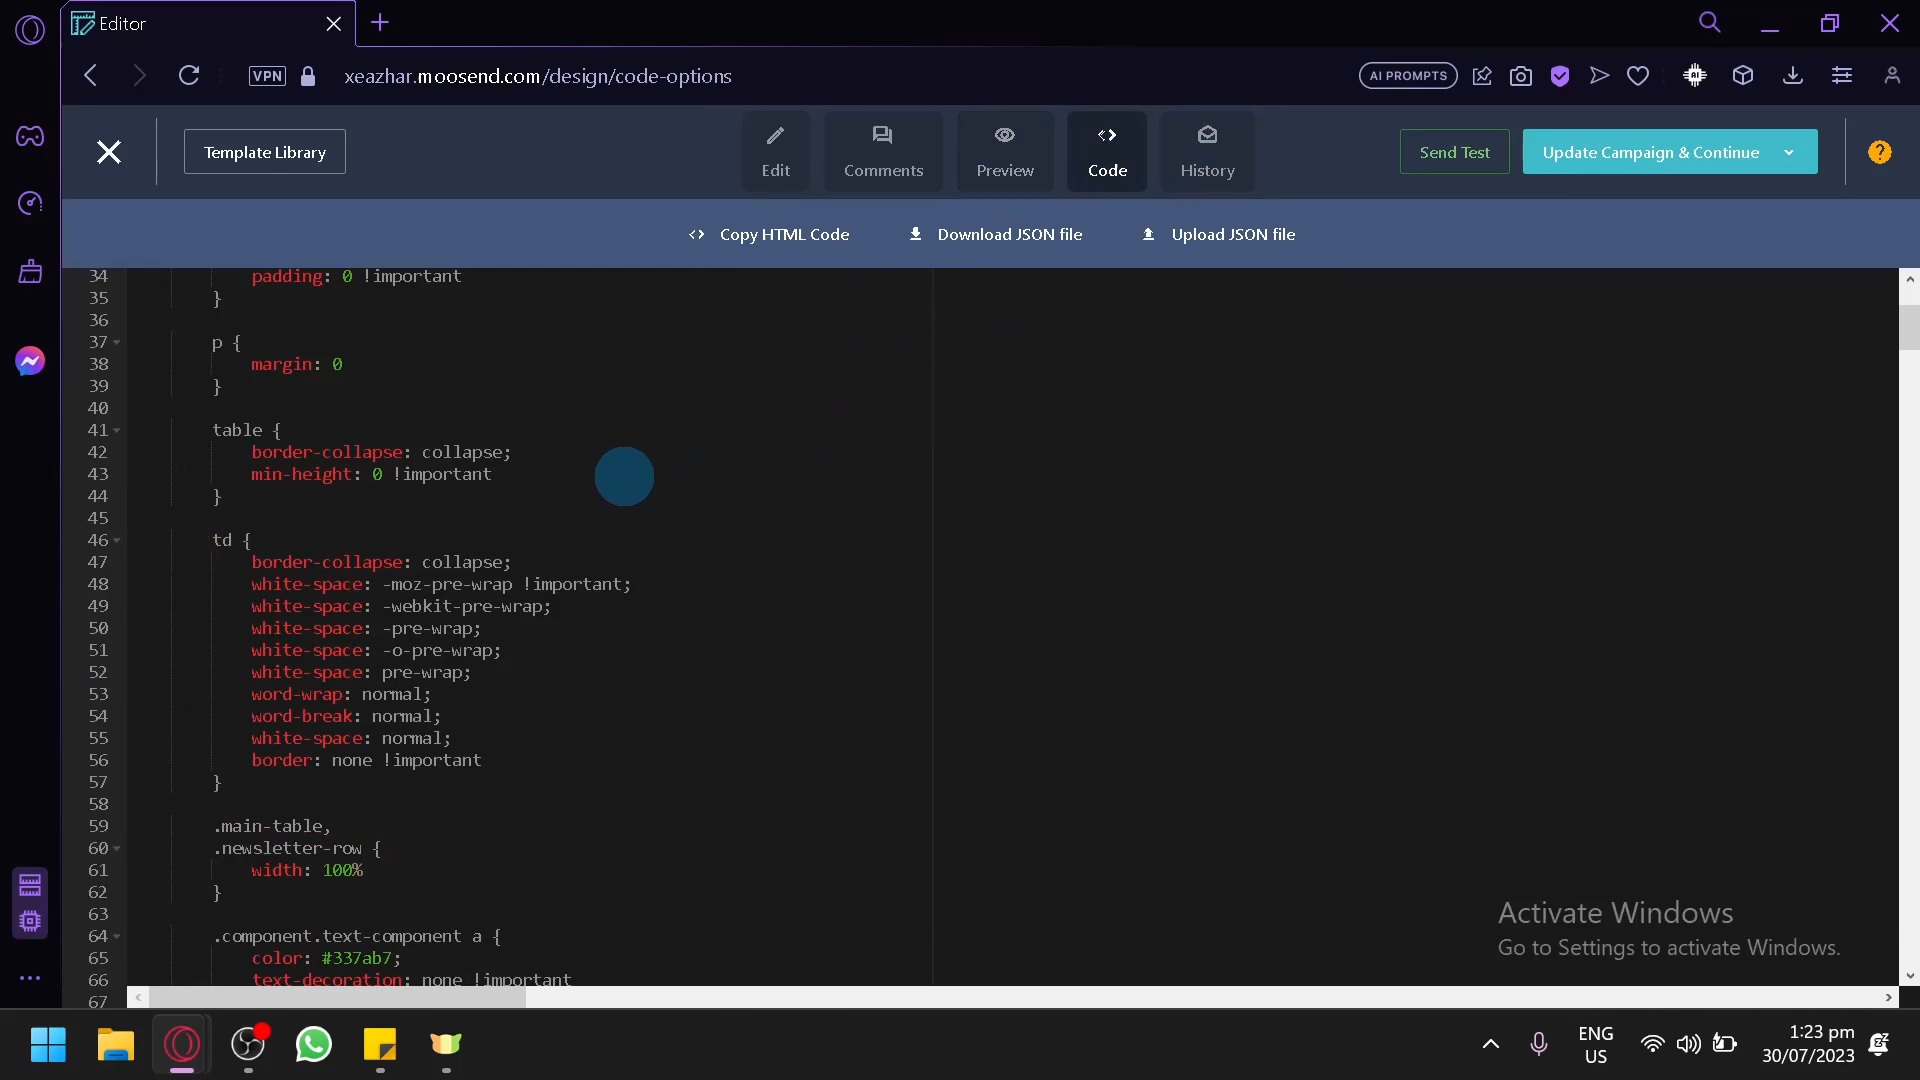 Editor
VPN
xeazhar.moosend.com/design/code-options
AI PROMPTS
Template Library
Edit
Comments
Preview
Code
History
Send Test
Update Campaign & Continue
?
Copy HTML Code
Download JSON file
Upload JSON file
34 padding: 0 !important
35 }
36
37 p {
38 margin: 0
39 }
40
41 table {
42 border-collapse: collapse;
43 min-height: 0 !important
44 }
45
46 td {
47 border-collapse: collapse;
48 white-space: -moz-pre-wrap !important;
49 white-space: -webkit-pre-wrap;
50 white-space: -pre-wrap;
51 white-space: -o-pre-wrap;
52 white-space: pre-wrap;
53 word-wrap: normal;
54 word-break: normal;
55 white-space: normal;
56 border: none !important
57 }
58
59 .main-table,
60 .newsletter-row {
61 width: 100%
62 }
63
64 .component.text-component a {
65 color: #337ab7;
66 text-decoration: none !important
67
Activate Windows
Go to Settings to activate Windows.
ENG
US
1:23 pm
30/07/2023